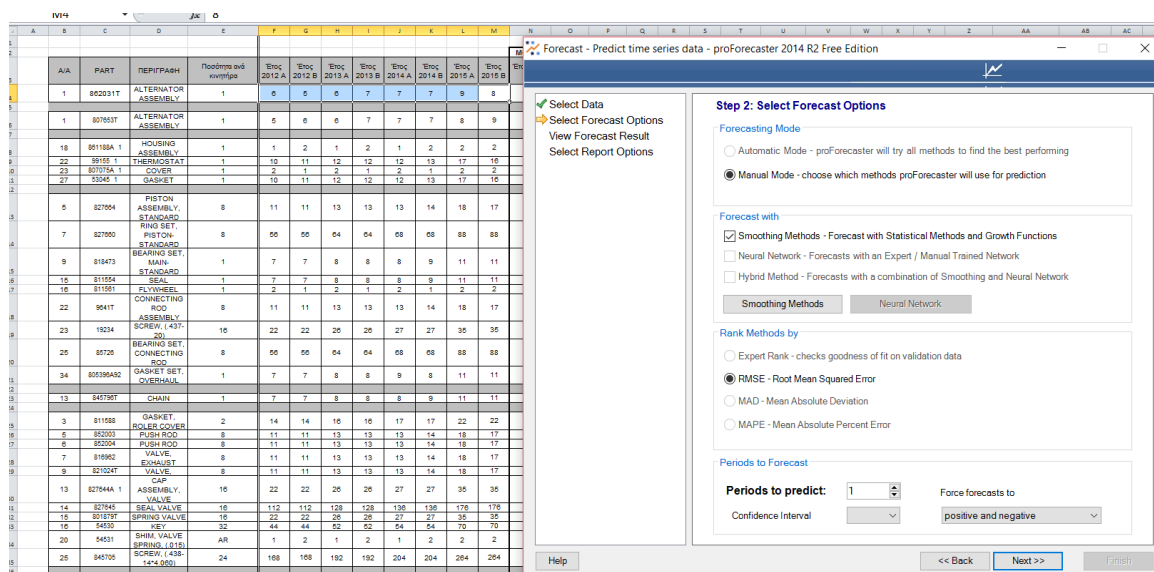 M4 fx 8
A B C D E F G H I J K L M N O P Q R S T U V W X Y Z AA AB AC
Α/Α PART ΠΕΡΙΓΡΑΦΗ Ποσότητα ανά κινητήρα Έτος 2012 A Έτος 2012 B Έτος 2013 A Έτος 2013 B Έτος 2014 A Έτος 2014 B Έτος 2015 A Έτος 2015 B
1 862031T ALTERNATOR ASSEMBLY 1 6 5 6 7 7 7 9 8
1 807653T ALTERNATOR ASSEMBLY 1 5 6 6 7 7 7 8 9
18 861188A 1 HOUSING ASSEMBLY 1 1 2 1 2 1 2 2 2
22 99155 1 THERMOSTAT 1 10 11 12 12 12 13 17 16
23 807075A 1 COVER 1 2 1 2 1 2 1 2 2
27 53045 1 GASKET 1 10 11 12 12 12 13 17 16
6 827664 PISTON ASSEMBLY, STANDARD 8 11 11 13 13 13 14 18 17
7 827660 RING SET, PISTON-STANDARD 8 56 56 64 64 68 68 88 88
9 818473 BEARING SET, MAIN-STANDARD 1 7 7 8 8 8 9 11 11
15 811554 SEAL 1 7 7 8 8 8 9 11 11
16 811561 FLYWHEEL 1 2 1 2 1 2 1 2 2
22 9641T CONNECTING ROD ASSEMBLY 8 11 11 13 13 13 14 18 17
23 19234 SCREW, (.437-20) 16 22 22 26 26 27 27 35 35
25 85726 BEARING SET, CONNECTING ROD 8 56 56 64 64 68 68 88 88
34 805396A92 GASKET SET, OVERHAUL 1 7 7 8 8 9 8 11 11
13 845796T CHAIN 1 7 7 8 8 8 9 11 11
3 811588 GASKET, ROLER COVER 2 14 14 16 16 17 17 22 22
5 852003 PUSH ROD 8 11 11 13 13 13 14 18 17
6 852004 PUSH ROD 8 11 11 13 13 13 14 18 17
7 816962 VALVE, EXHAUST 8 11 11 13 13 13 14 18 17
9 821024T VALVE, 8 11 11 13 13 13 14 18 17
13 827644A 1 CAP ASSEMBLY, VALVE 16 22 22 26 26 27 27 35 35
14 827645 SEAL VALVE 16 112 112 128 128 136 136 176 176
15 801879T SPRING VALVE 16 22 22 26 26 27 27 35 35
16 54530 KEY 32 44 44 52 52 54 54 70 70
20 54531 SHIM, VALVE SPRING, (.015) AR 1 2 1 2 1 2 2 2
25 845705 SCREW, (.438-14*4.060) 24 168 168 192 192 204 204 264 264
Forecast - Predict time series data - proForecaster 2014 R2 Free Edition
Select Data
Select Forecast Options
View Forecast Result
Select Report Options
Step 2: Select Forecast Options
Forecasting Mode
Automatic Mode - proForecaster will try all methods to find the best performing
Manual Mode - choose which methods proForecaster will use for prediction
Forecast with
Smoothing Methods - Forecast with Statistical Methods and Growth Functions
Neural Network - Forecasts with an Expert / Manual Trained Network
Hybrid Method - Forecasts with a combination of Smoothing and Neural Network
Smoothing Methods Neural Network
Rank Methods by
Expert Rank - checks goodness of fit on validation data
RMSE - Root Mean Squared Error
MAD - Mean Absolute Deviation
MAPE - Mean Absolute Percent Error
Periods to Forecast
Periods to predict: 1 Force forecasts to
Confidence Interval positive and negative
Help << Back Next >> Finish